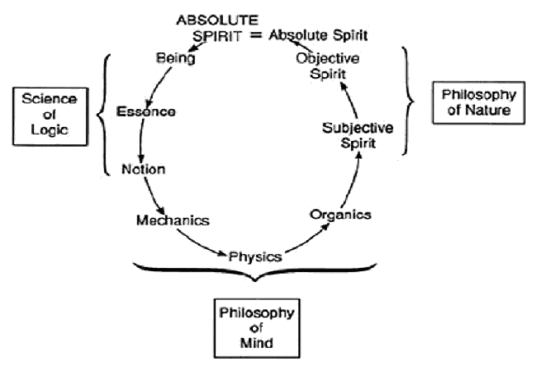 ABSOLUTE
SPIRIT = Absolute Spirit
Being
Objective
Spirit
Science
of
Logic
Essence
Philosophy
of Nature
Subjective
Spirit
Notion
Mechanics
Organics
Physics
Philosophy
of
Mind